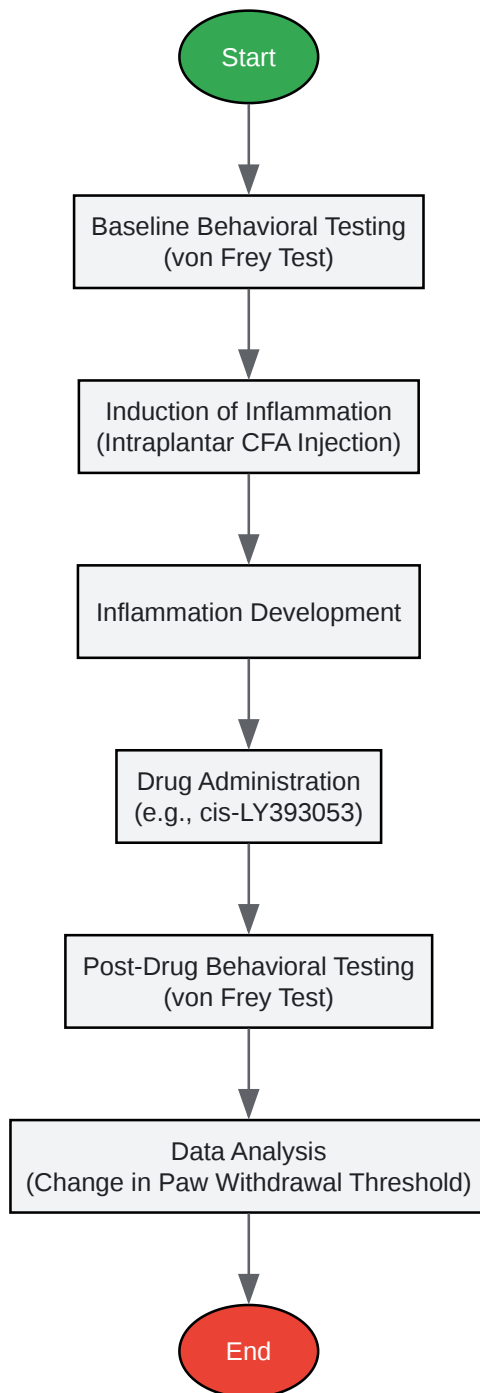 Start
Baseline Behavioral Testing
(von Frey Test)
Induction of Inflammation
(Intraplantar CFA Injection)
Inflammation Development
Drug Administration
(e.g., cis-LY393053)
Post-Drug Behavioral Testing
(von Frey Test)
Data Analysis
(Change in Paw Withdrawal Threshold)
End